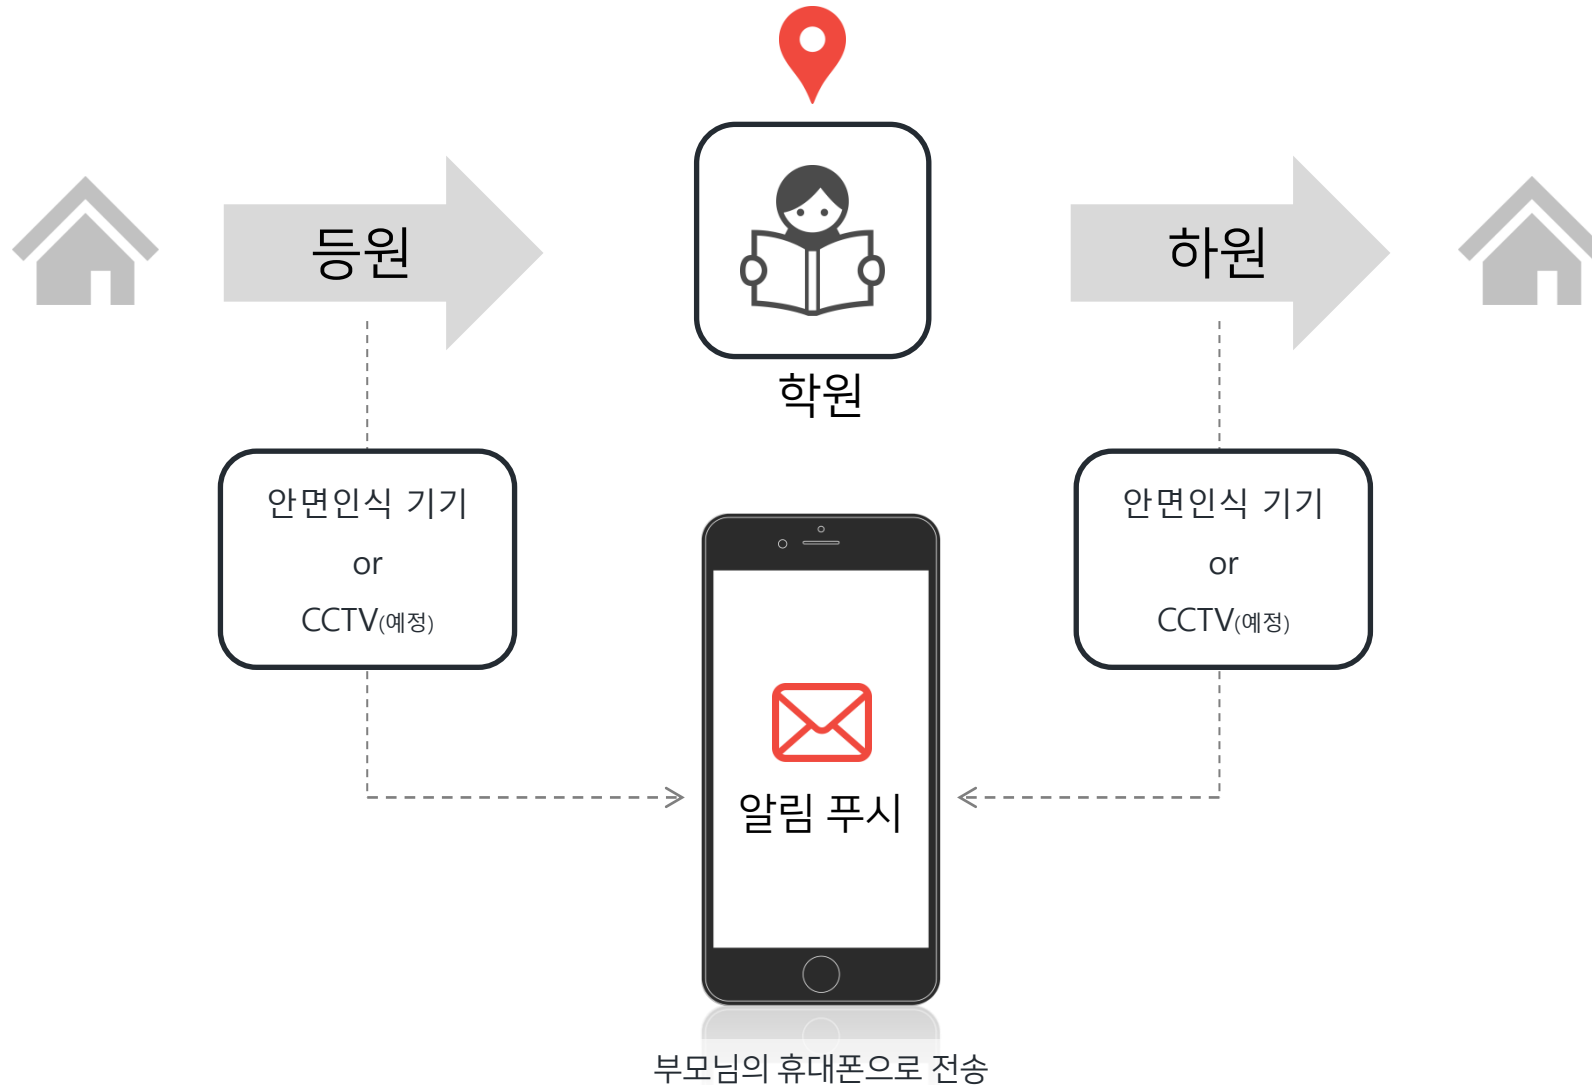 등원
하원
학원
안면인식 기기
or
CCTV(예정)
안면인식 기기
or
CCTV(예정)
알림 푸시
부모님의 휴대폰으로 전송